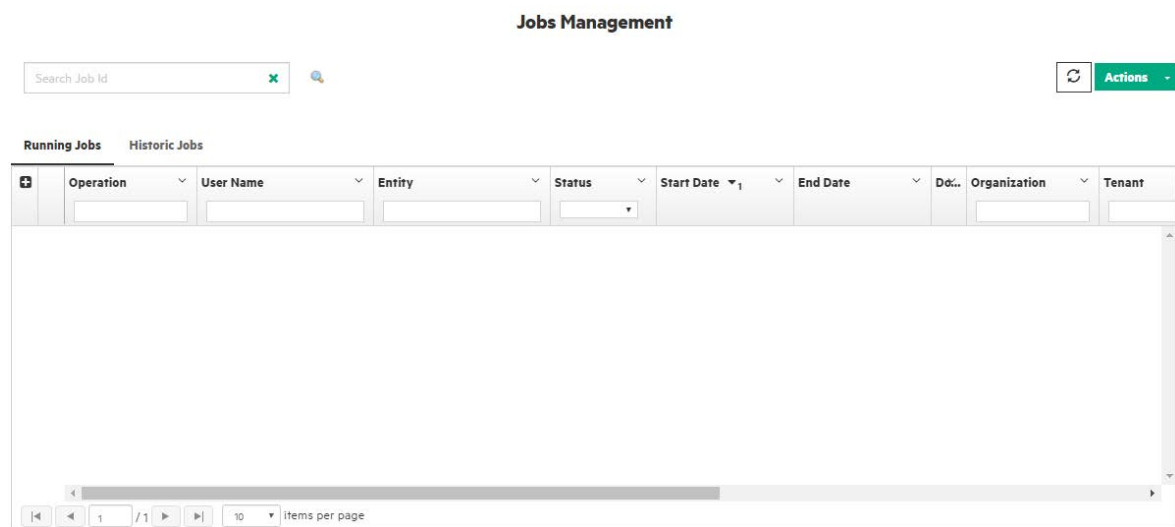 Jobs Management
Search Job Id
Actions
Running Jobs Historic Jobs
Operation User Name Entity Status Start Date 1 End Date Do... Organization Tenant
1 / 1 10 items per page